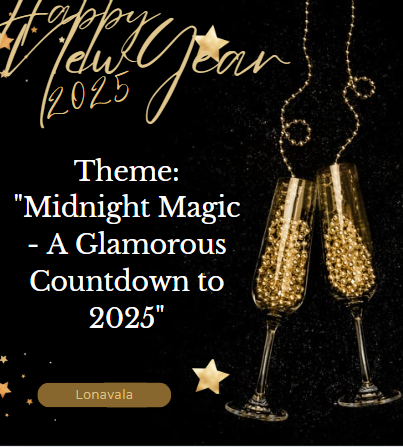 Happy
New Year
2025
Theme:
"Midnight Magic
- A Glamorous
Countdown to
2025"
Lonavala